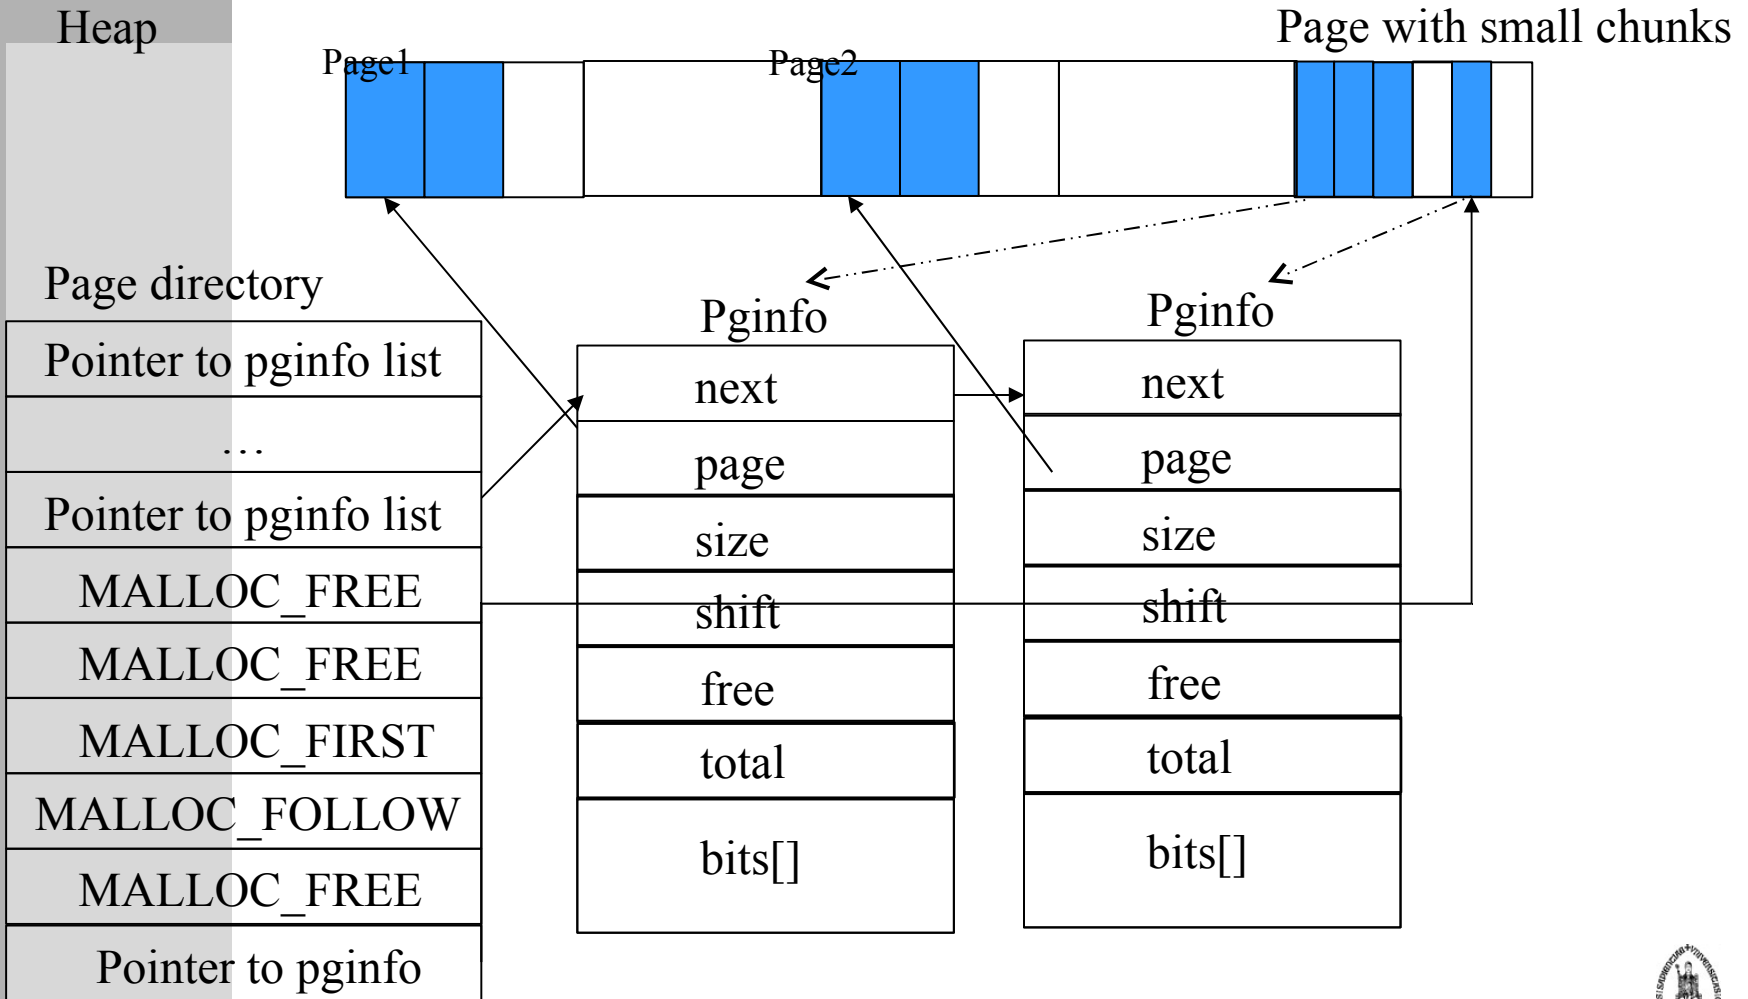 Heap
Page with small chunks
Page1
Page2
Page directory
Pointer to pginfo list
…
Pointer to pginfo list
MALLOC_FREE
MALLOC_FREE
MALLOC_FIRST
MALLOC_FOLLOW
MALLOC_FREE
Pointer to pginfo
Pginfo
next
page
size
shift
free
total
bits[]
Pginfo
next
page
size
shift
free
total
bits[]